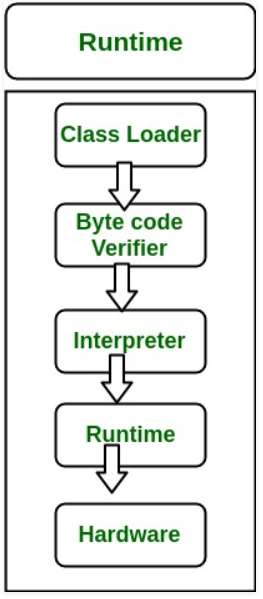 Runtime
Class Loader
Byte code
Verifier
Interpreter
Runtime
Hardware